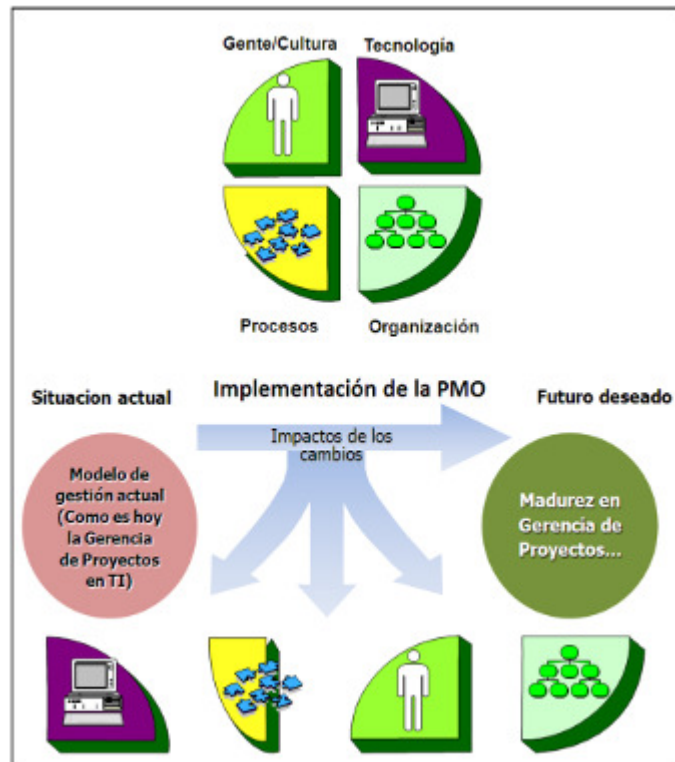 Gente/Cultura
Tecnología
Procesos
Organización
Situacion actual
Implementación de la PMO
Futuro deseado
Impactos de los
cambios
Modelo de
gestión actual
(Como es hoy
la Gerencia
de Proyectos
en TI)
Madurez en
Gerencia de
Proyectos...